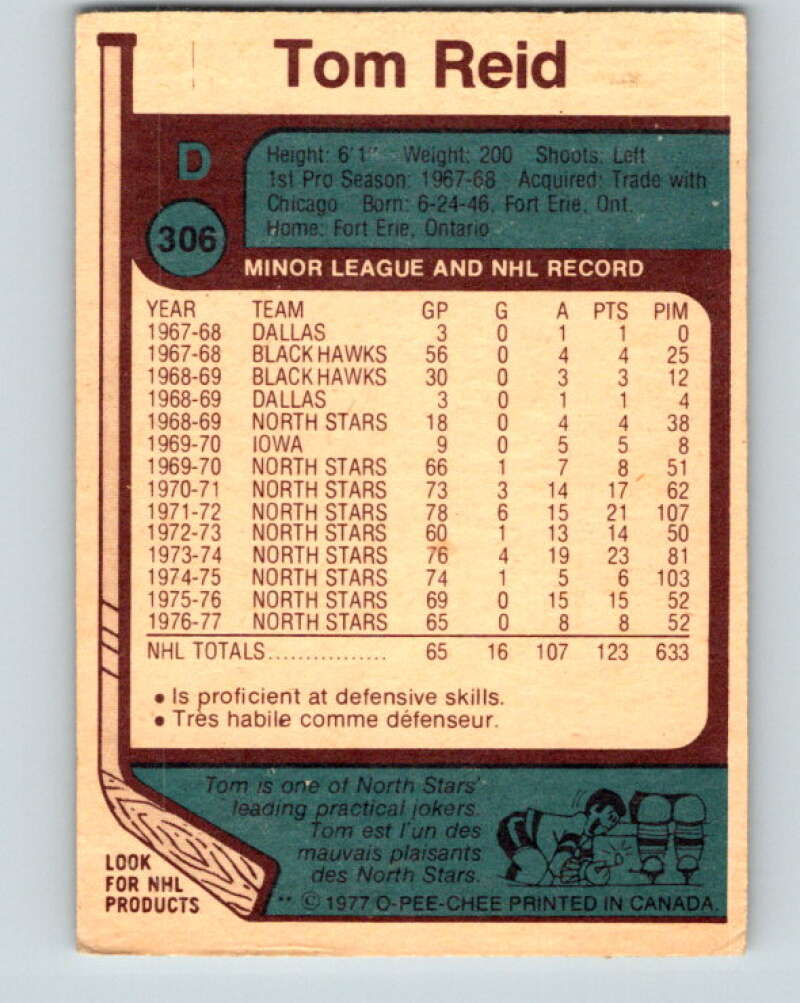 Tom Reid
D
306
Height: 6'1" Weight: 200 Shoots: Left
1st Pro Season: 1967-68 Acquired: Trade with
Chicago Born: 6-24-46, Fort Erie, Ont.
Home: Fort Erie, Ontario
MINOR LEAGUE AND NHL RECORD
YEAR TEAM GP G A PTS PIM
1967-68 DALLAS 3 0 1 1 0
1967-68 BLACK HAWKS 56 0 4 4 25
1968-69 BLACK HAWKS 30 0 3 3 12
1968-69 DALLAS 3 0 1 1 4
1968-69 NORTH STARS 18 0 4 4 38
1969-70 IOWA 9 0 5 5 8
1969-70 NORTH STARS 66 1 7 8 51
1970-71 NORTH STARS 73 3 14 17 62
1971-72 NORTH STARS 78 6 15 21 107
1972-73 NORTH STARS 60 1 13 14 50
1973-74 NORTH STARS 76 4 19 23 81
1974-75 NORTH STARS 74 1 5 6 103
1975-76 NORTH STARS 69 0 15 15 52
1976-77 NORTH STARS 65 0 8 8 52
NHL TOTALS................ 65 16 107 123 633
• Is proficient at defensive skills.
• Très habile comme défenseur.
Tom is one of North Stars'
leading practical jokers.
Tom est l'un des
mauvais plaisants
des North Stars.
LOOK
FOR NHL
PRODUCTS
** © 1977 O-PEE-CHEE PRINTED IN CANADA.